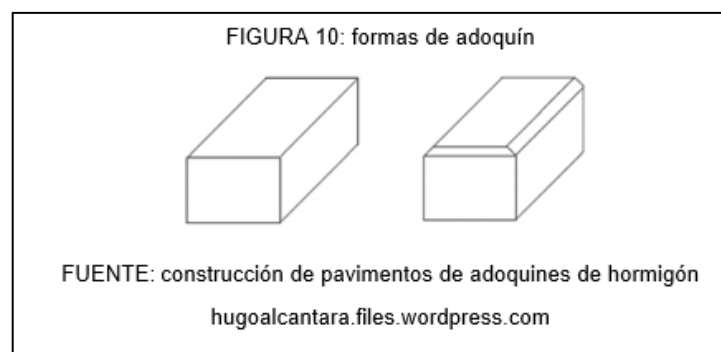 FIGURA 10: formas de adoquín
FUENTE: construcción de pavimentos de adoquines de hormigón
hugoalcantara.files.wordpress.com